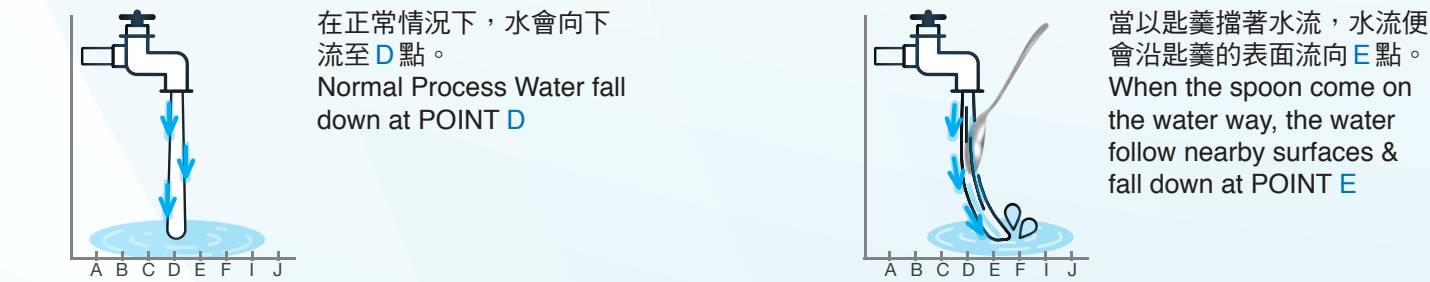 在正常情況下，水會向下
流至 D 點。
Normal Process Water fall
down at POINT D
A B C D E F I J
當以匙羹擋著水流，水流便
會沿匙羹的表面流向 E 點。
When the spoon come on
the water way, the water
follow nearby surfaces &
fall down at POINT E
A B C D E F I J